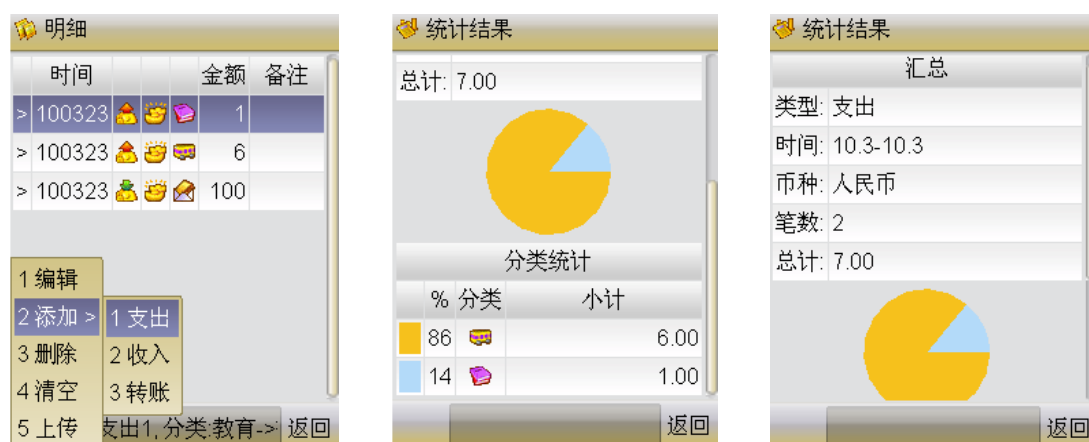 明细
时间 金额 备注
> 100323 1
> 100323 6
> 100323 100
1 编辑
2 添加 > 1 支出
3 删除 2 收入
4 清空 3 转账
5 上传 支出1, 分类:教育-> 返回
统计结果
总计: 7.00
分类统计
% 分类 小计
86 6.00
14 1.00
返回
统计结果
汇总
类型: 支出
时间: 10.3-10.3
币种: 人民币
笔数: 2
总计: 7.00
返回